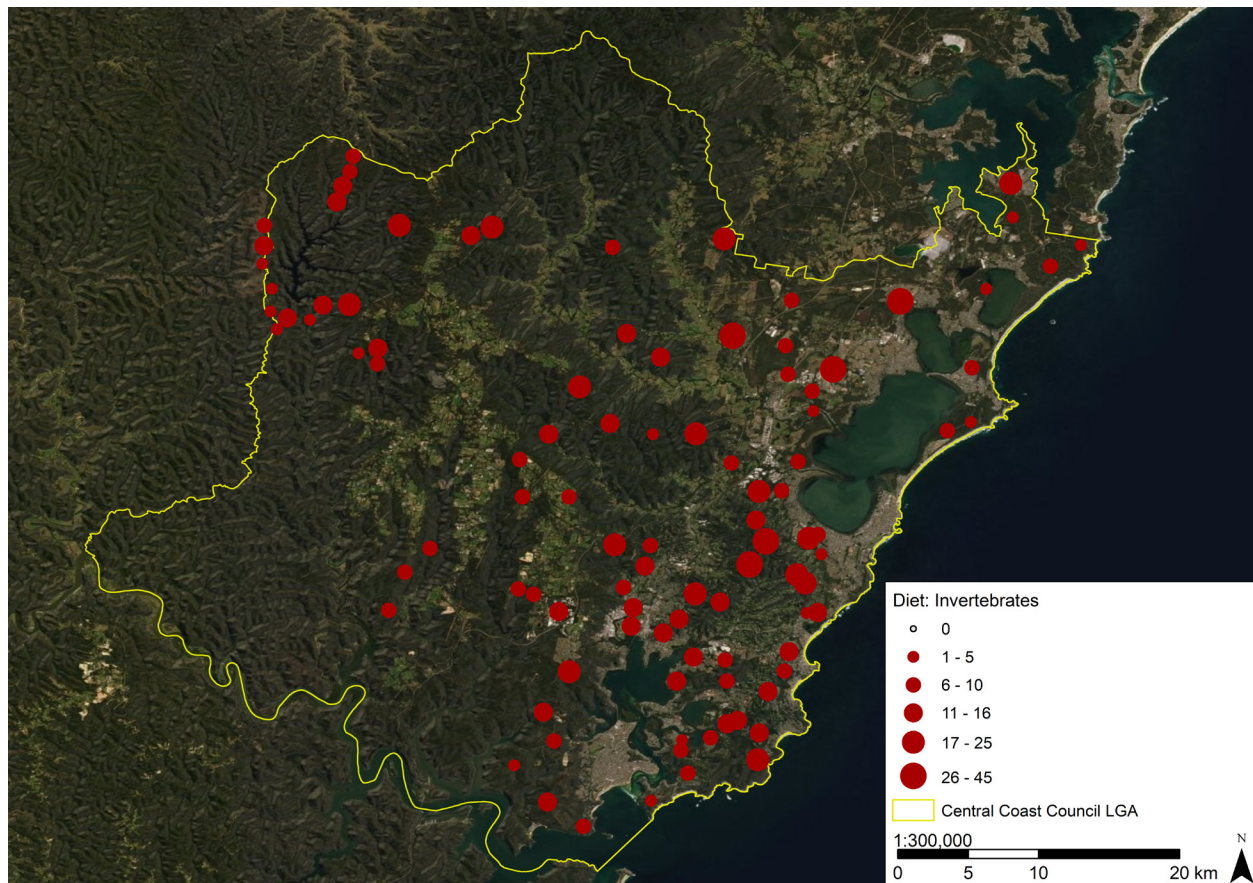 Diet: Invertebrates
0
1 - 5
6 - 10
11 - 16
17 - 25
26 - 45
Central Coast Council LGA
1:300,000
N
0 5 10 20 km